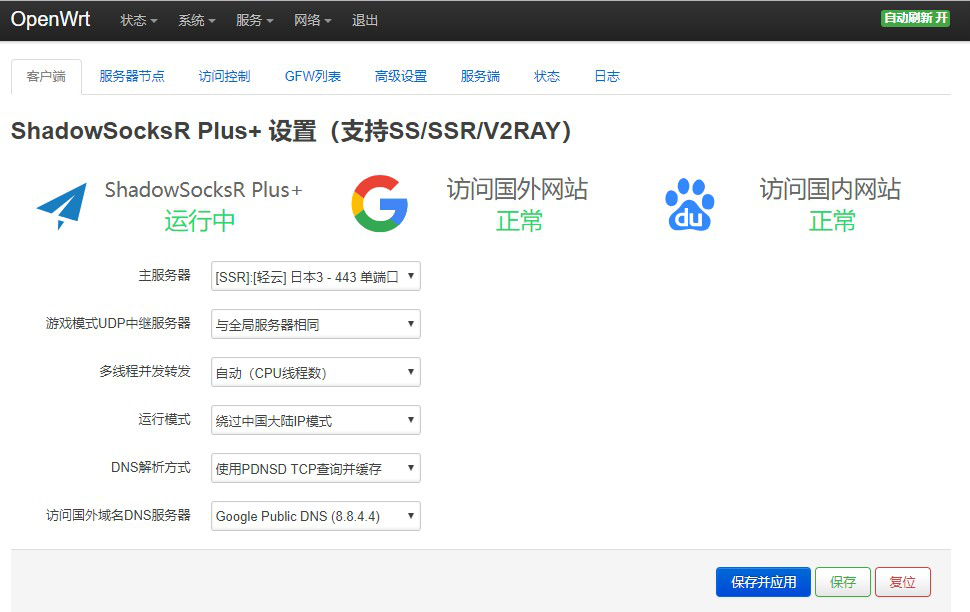 OpenWrt 状态 系统 服务 网络 退出 自动刷新 开
客户端 服务器节点 访问控制 GFW列表 高级设置 服务端 状态 日志
ShadowSocksR Plus+ 设置（支持SS/SSR/V2RAY）
ShadowSocksR Plus+
运行中
访问国外网站
正常
du
访问国内网站
正常
主服务器 [SSR]:[轻云] 日本3 - 443 单端口
游戏模式UDP中继服务器 与全局服务器相同
多线程并发转发 自动（CPU线程数）
运行模式 绕过中国大陆IP模式
DNS解析方式 使用PDNSD TCP查询并缓存
访问国外域名DNS服务器 Google Public DNS (8.8.4.4)
保存并应用 保存 复位